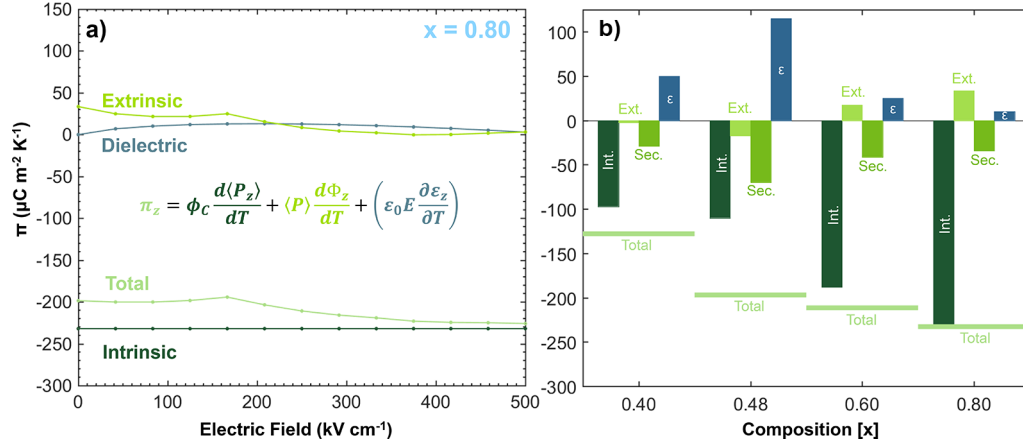 a)
x = 0.80
π (µC m⁻² K⁻¹)
150
100
50
0
-50
-100
-150
-200
-250
-300
Extrinsic
Dielectric
π_z = ϕ_C d⟨P_z⟩/dT + ⟨P⟩ dΦ_z/dT + (ε₀E ∂ε_z/∂T)
Total
Intrinsic
0 100 200 300 400 500
Electric Field (kV cm⁻¹)
b)
100
50
0
-50
-100
-150
-200
-250
-300
Int. Ext. Sec. ε
Total
Int. Ext. Sec. ε
Total
Int. Ext. Sec. ε
Total
Int. Ext. Sec. ε
Total
0.40 0.48 0.60 0.80
Composition [x]